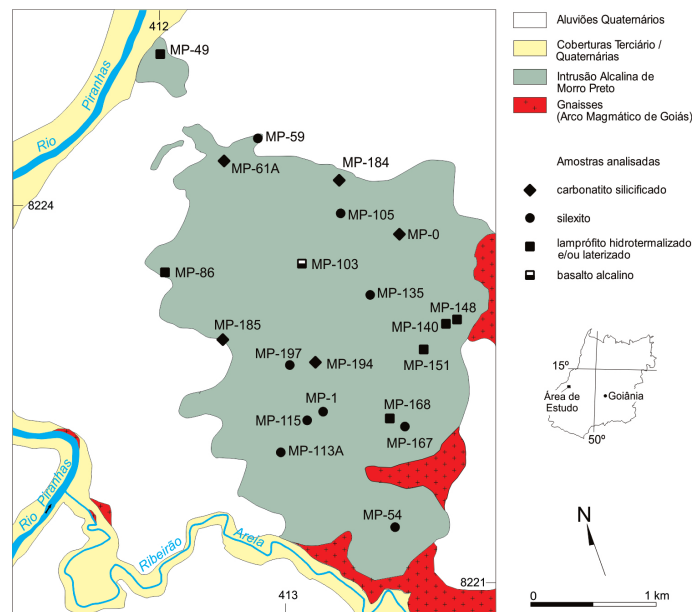 412
MP-49
Rio Piranhas
MP-59
MP-61A
MP-184
8224
MP-105
MP-0
MP-86
MP-103
MP-135
MP-148
MP-140
MP-185
MP-151
MP-197
MP-194
MP-1
MP-168
MP-115
MP-167
MP-113A
Rio Piranhas
MP-54
Ribeirão Areia
8221
413
Aluviões Quaternários
Coberturas Terciário /
Quaternárias
Intrusão Alcalina de
Morro Preto
Gnaisses
(Arco Magmático de Goiás)
Amostras analisadas
carbonatito silicificado
silexito
lamprófito hidrotermalizado
e/ou laterizado
basalto alcalino
15º
Área de
Estudo
Goiânia
50º
N
0 1 km